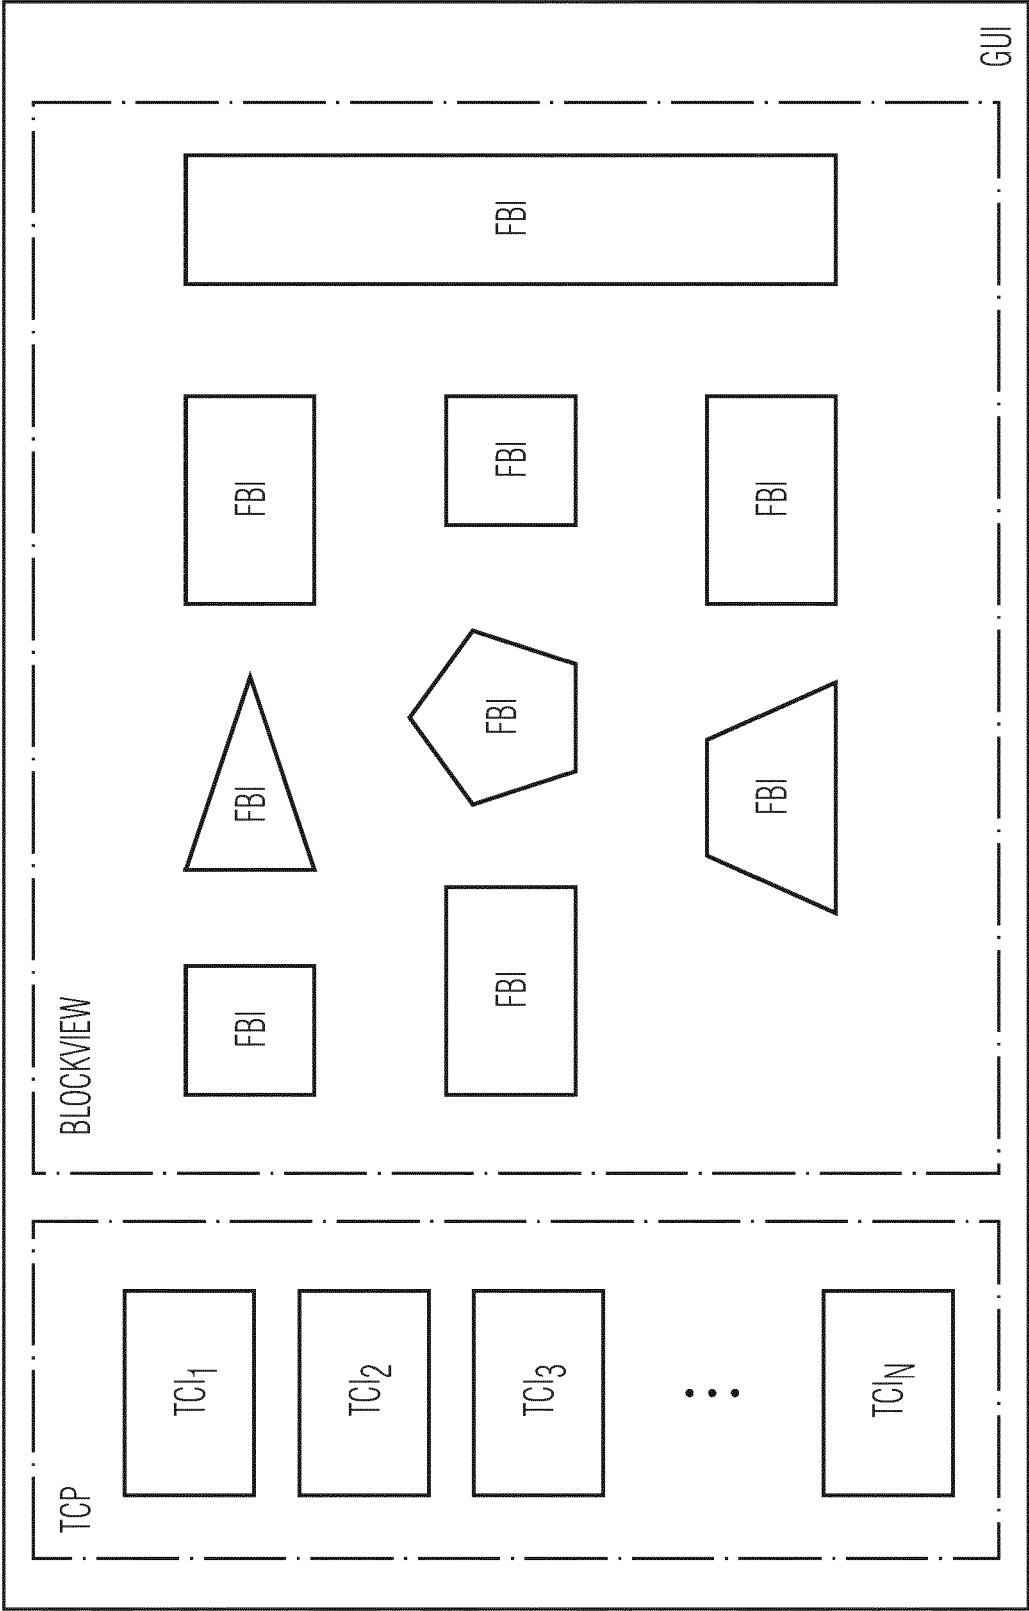 TCP
TCI1
TCI2
TCI3
...
TCIN
BLOCKVIEW
FBI
FBI
FBI
FBI
FBI
FBI
FBI
FBI
FBI
GUI